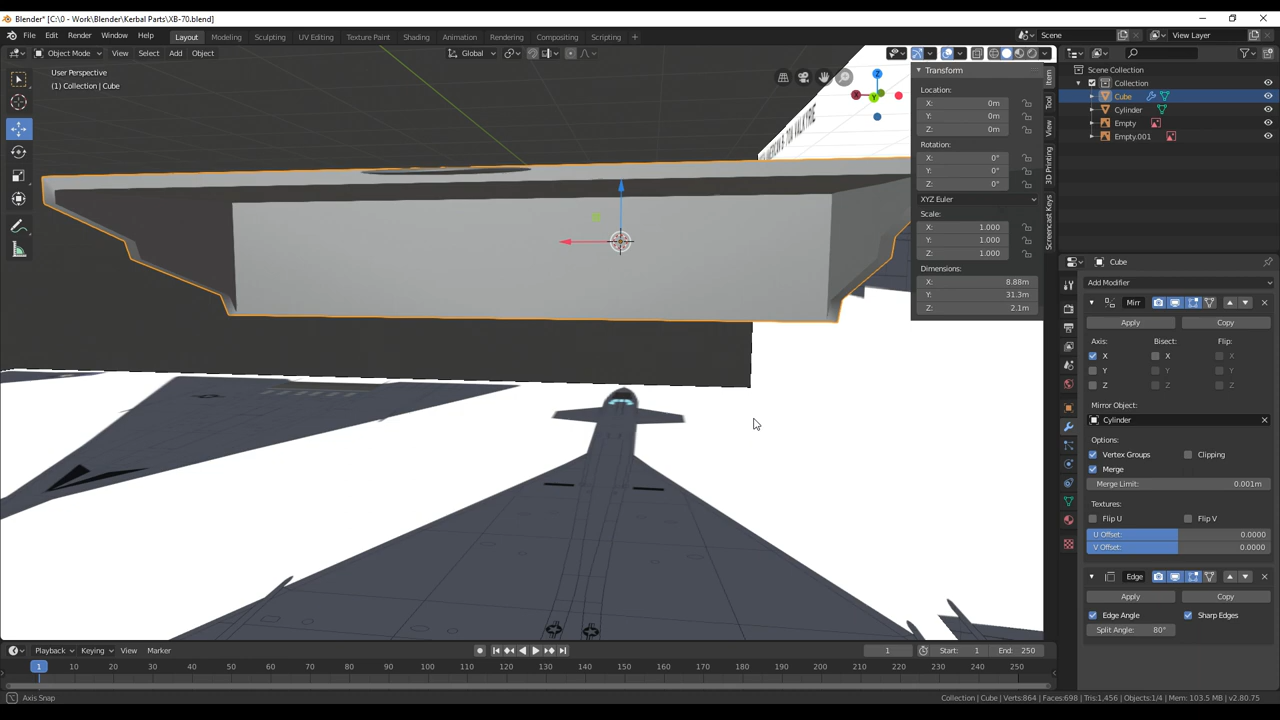 Blender* [C:\0 - Work\Blender\Kerbal Parts\XB-70.blend]
File Edit Render Window Help Layout Modeling Sculpting UV Editing Texture Paint Shading Animation Rendering Compositing Scripting + Scene View Layer
Object Mode View Select Add Object Global
User Perspective
(1) Collection | Cube
Z
X
Y
Transform
Location:
X: 0m
Y: 0m
Z: 0m
Rotation:
X: 0°
Y: 0°
Z: 0°
XYZ Euler
Scale:
X: 1.000
Y: 1.000
Z: 1.000
Dimensions:
X: 8.88m
Y: 31.3m
Z: 2.1m
Item
Tool
View
3D Printing
Screencast Keys
Scene Collection
Collection
Cube
Cylinder
Empty
Empty.001
Cube
Add Modifier
Mirr
Apply Copy
Axis: Bisect: Flip:
X X X
Y Y Y
Z Z Z
Mirror Object:
Cylinder
Options:
Vertex Groups Clipping
Merge
Merge Limit: 0.001m
Textures:
Flip U Flip V
U Offset: 0.0000
V Offset: 0.0000
Edge
Apply Copy
Edge Angle Sharp Edges
Split Angle: 80°
Playback Keying View Marker 1 Start: 1 End: 250
1 10 20 30 40 50 60 70 80 90 100 110 120 130 140 150 160 170 180 190 200 210 220 230 240 250
Axis Snap Collection | Cube | Verts:864 | Faces:698 | Tris:1,456 | Objects:1/4 | Mem: 103.5 MB | v2.80.75